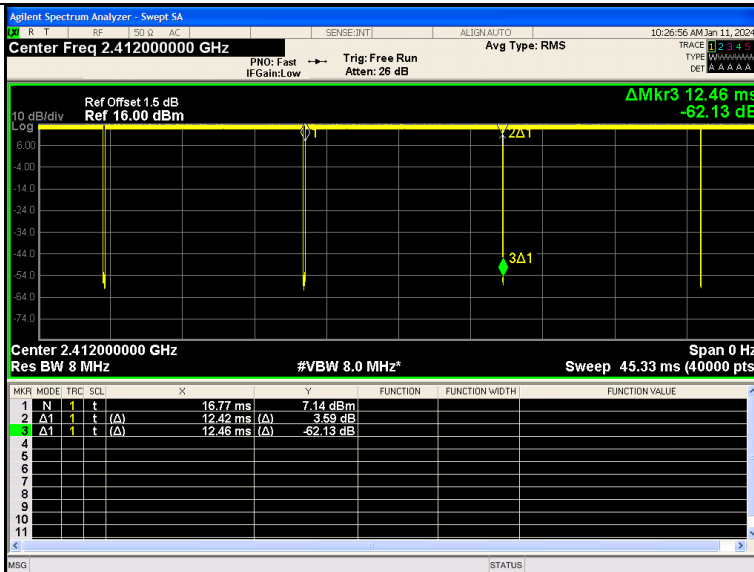 Agilent Spectrum Analyzer - Swept SA
LXI R T RF 50 Ω AC SENSE:INT ALIGN AUTO 10:26:56 AM Jan 11, 2024
Center Freq 2.412000000 GHz
Avg Type: RMS
TRACE 1 2 3 4 5
PNO: Fast Trig: Free Run
TYPE
IFGain:Low Atten: 26 dB
DET A A A A A
ΔMkr3 12.46 ms
-62.13 dB
Ref Offset 1.5 dB
10 dB/div Ref 16.00 dBm
Log
1 2Δ1
6.00
-4.00
-14.0
-24.0
-34.0
-44.0
3Δ1
-54.0
-64.0
-74.0
Center 2.412000000 GHz Span 0 Hz
Res BW 8 MHz #VBW 8.0 MHz* Sweep 45.33 ms (40000 pts
MKR MODE TRC SCL X Y FUNCTION FUNCTION WIDTH FUNCTION VALUE
1 N 1 t 16.77 ms 7.14 dBm
2 Δ1 1 t (Δ) 12.42 ms (Δ) 3.59 dB
3 Δ1 1 t (Δ) 12.46 ms (Δ) -62.13 dB
4
5
6
7
8
9
10
11
MSG STATUS